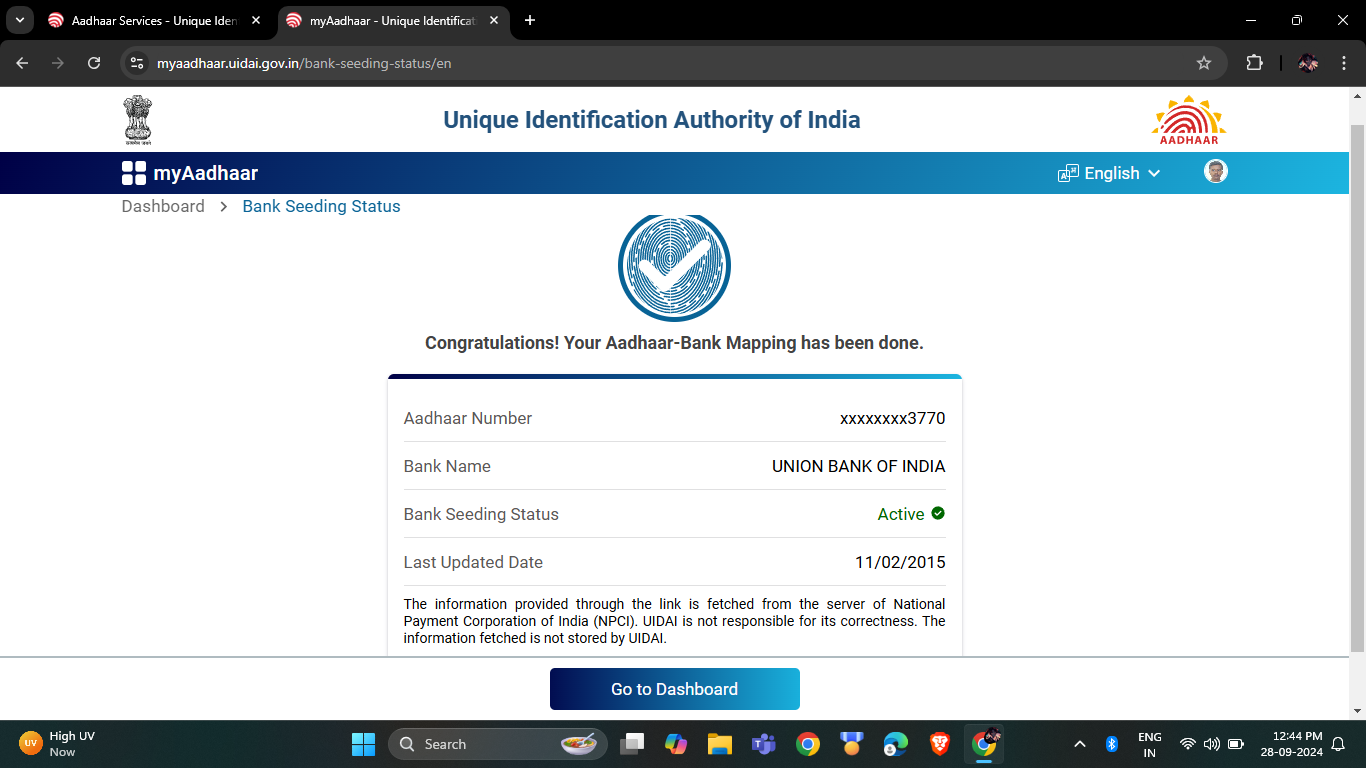 Aadhaar Services - Unique Iden
myAadhaar - Unique Identificat
myaadhaar.uidai.gov.in/bank-seeding-status/en
Unique Identification Authority of India
AADHAAR
myAadhaar
English
Dashboard > Bank Seeding Status
Congratulations! Your Aadhaar-Bank Mapping has been done.
Aadhaar Number xxxxxxxx3770
Bank Name UNION BANK OF INDIA
Bank Seeding Status Active
Last Updated Date 11/02/2015
The information provided through the link is fetched from the server of National
Payment Corporation of India (NPCI). UIDAI is not responsible for its correctness. The
information fetched is not stored by UIDAI.
Go to Dashboard
UV
High UV
Now
Search
ENG
IN
12:44 PM
28-09-2024